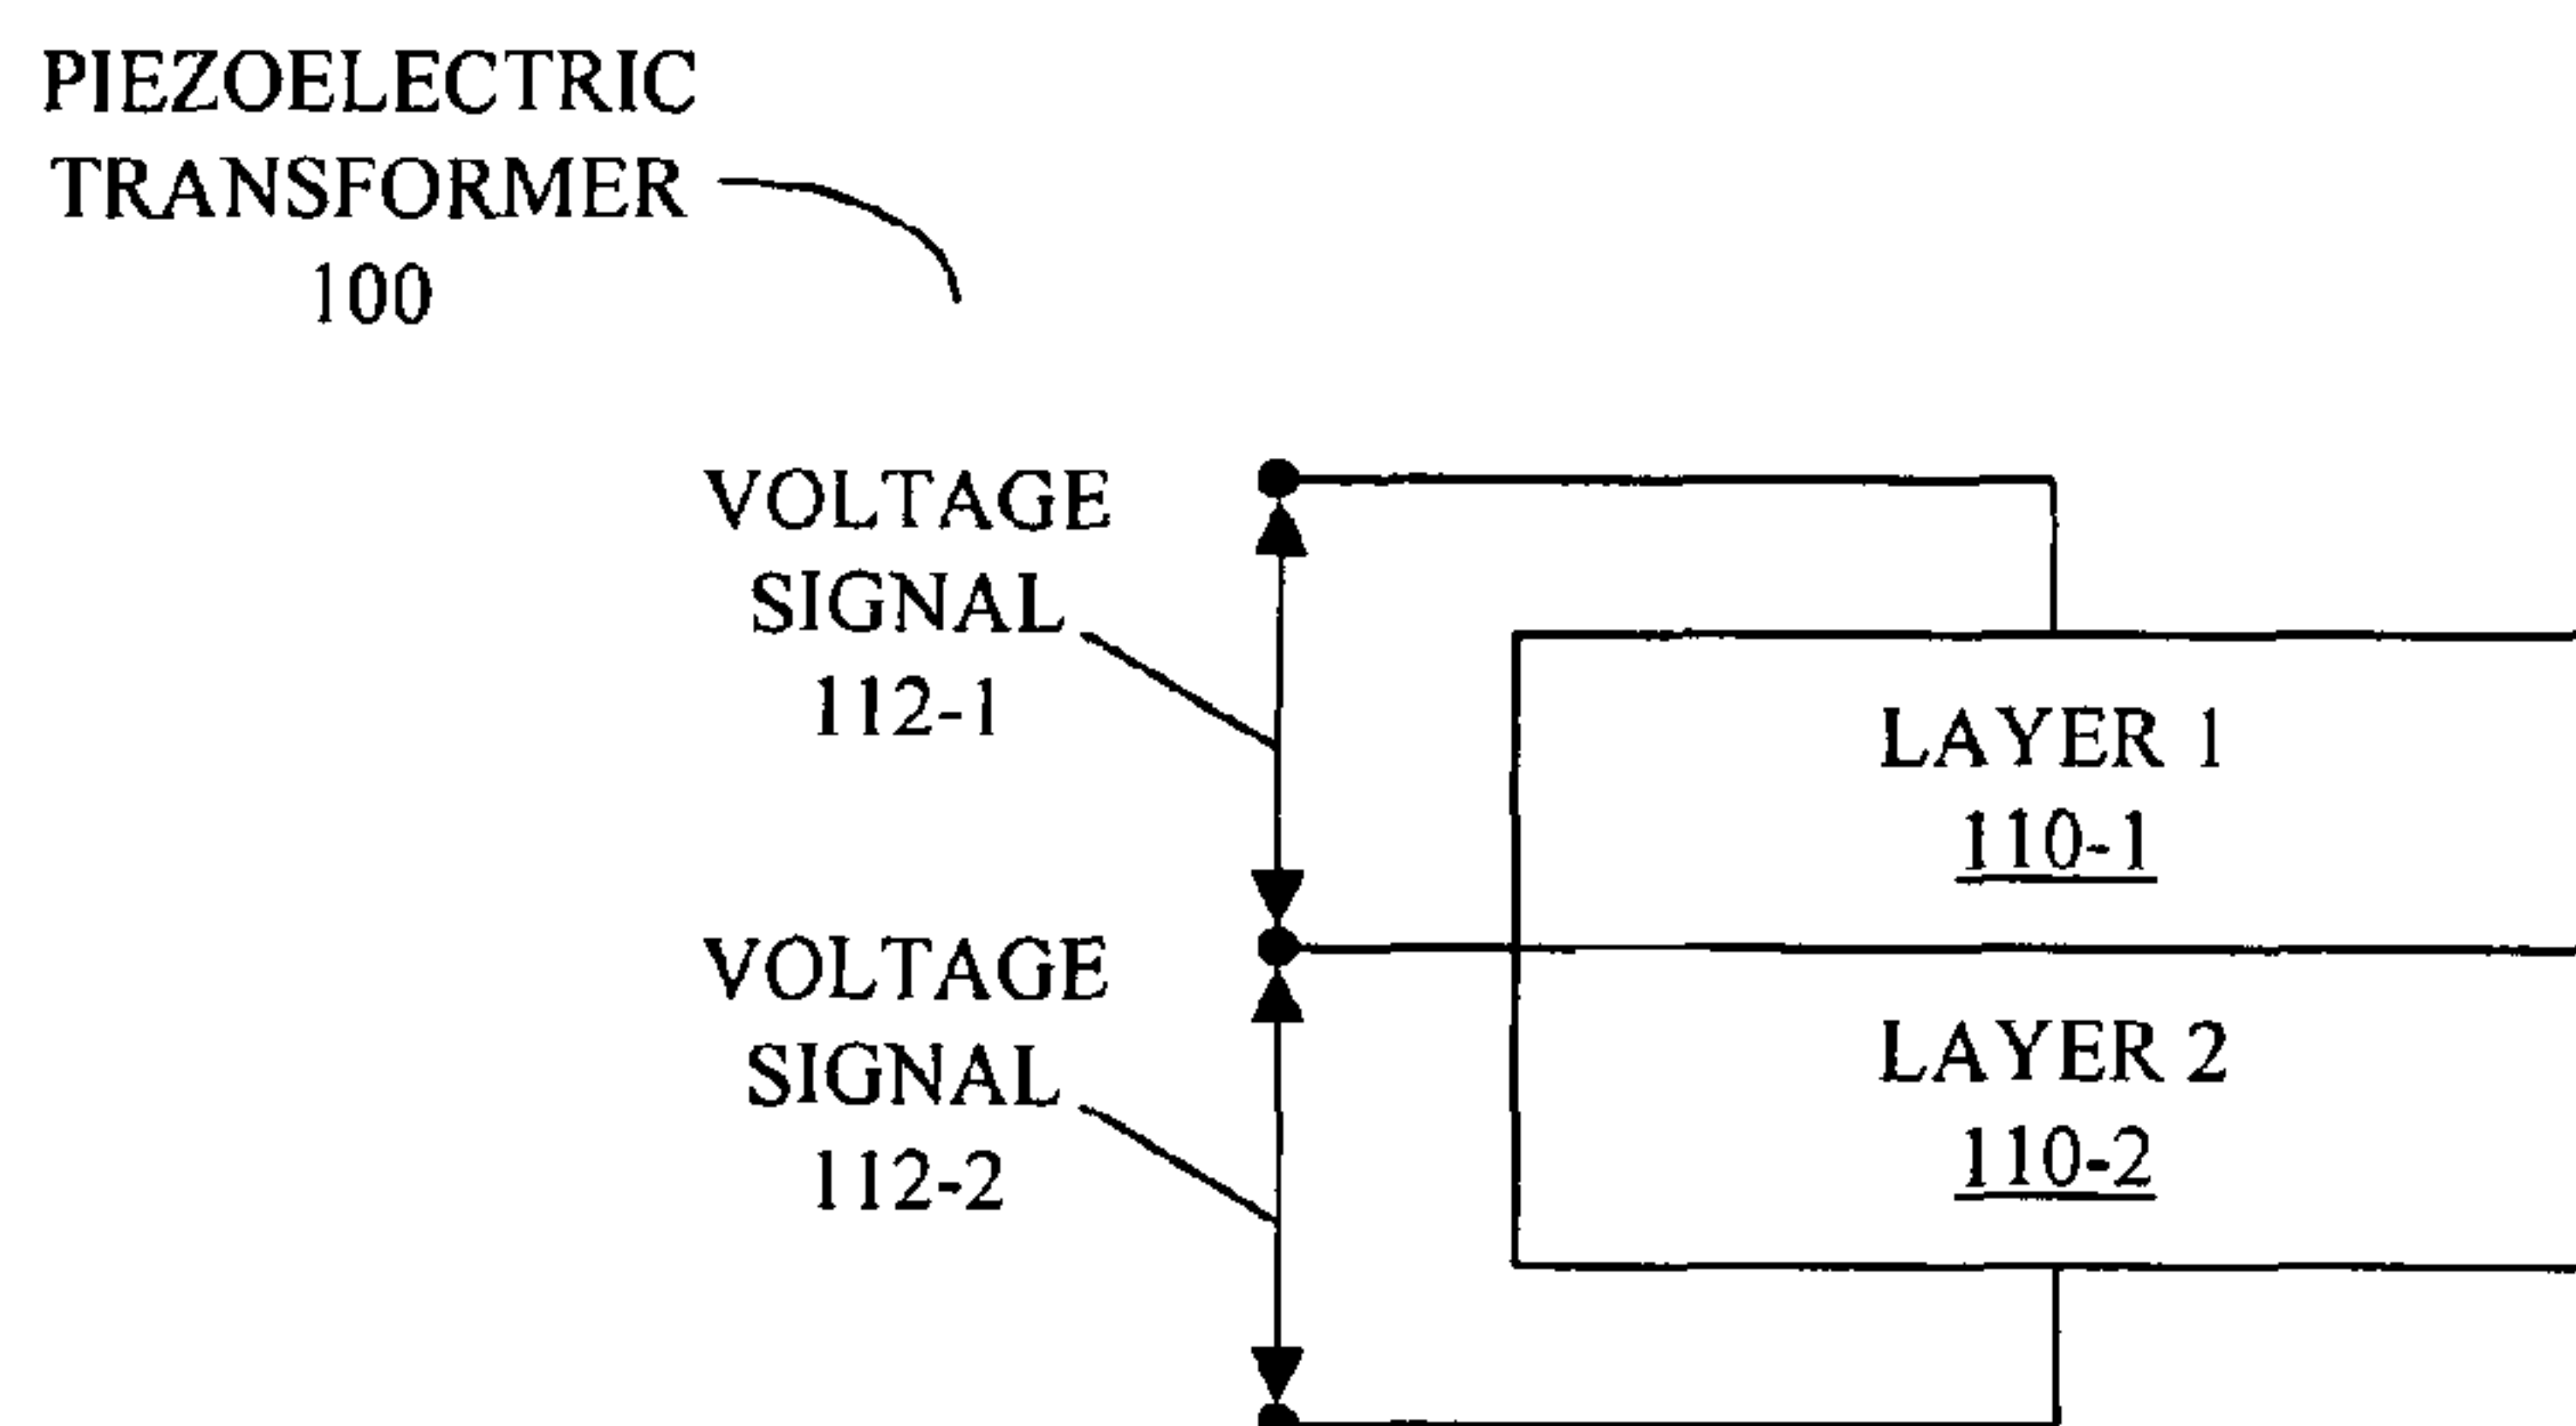 PIEZOELECTRIC
TRANSFORMER
100
VOLTAGE
SIGNAL
112-1
LAYER 1
110-1
VOLTAGE
SIGNAL
112-2
LAYER 2
110-2